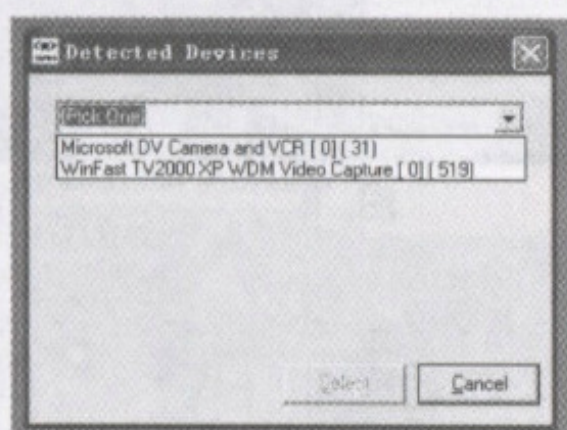 Detected Devices
Pick One
Microsoft DV Camera and VCR [ 0] ( 31)
WinFast TV2000 XP WDM Video Capture [ 0] ( 519)
Select
Cancel